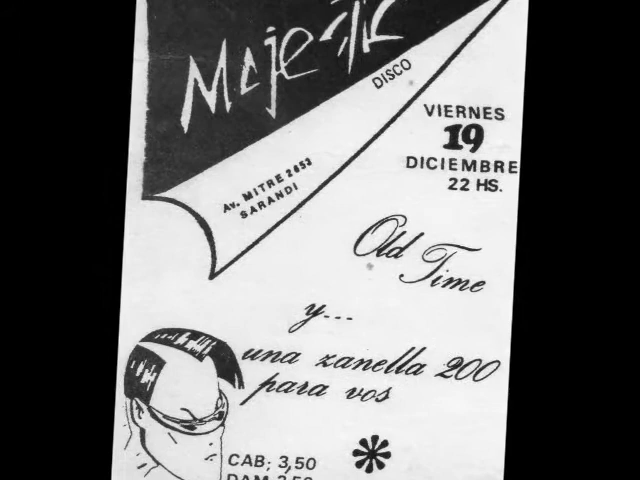 Majestic
DISCO
AV. MITRE 2653
SARANDI
VIERNES
19
DICIEMBRE
22 HS.
Old Time
y...
una zanella 200
para vos
CAB; 3,50